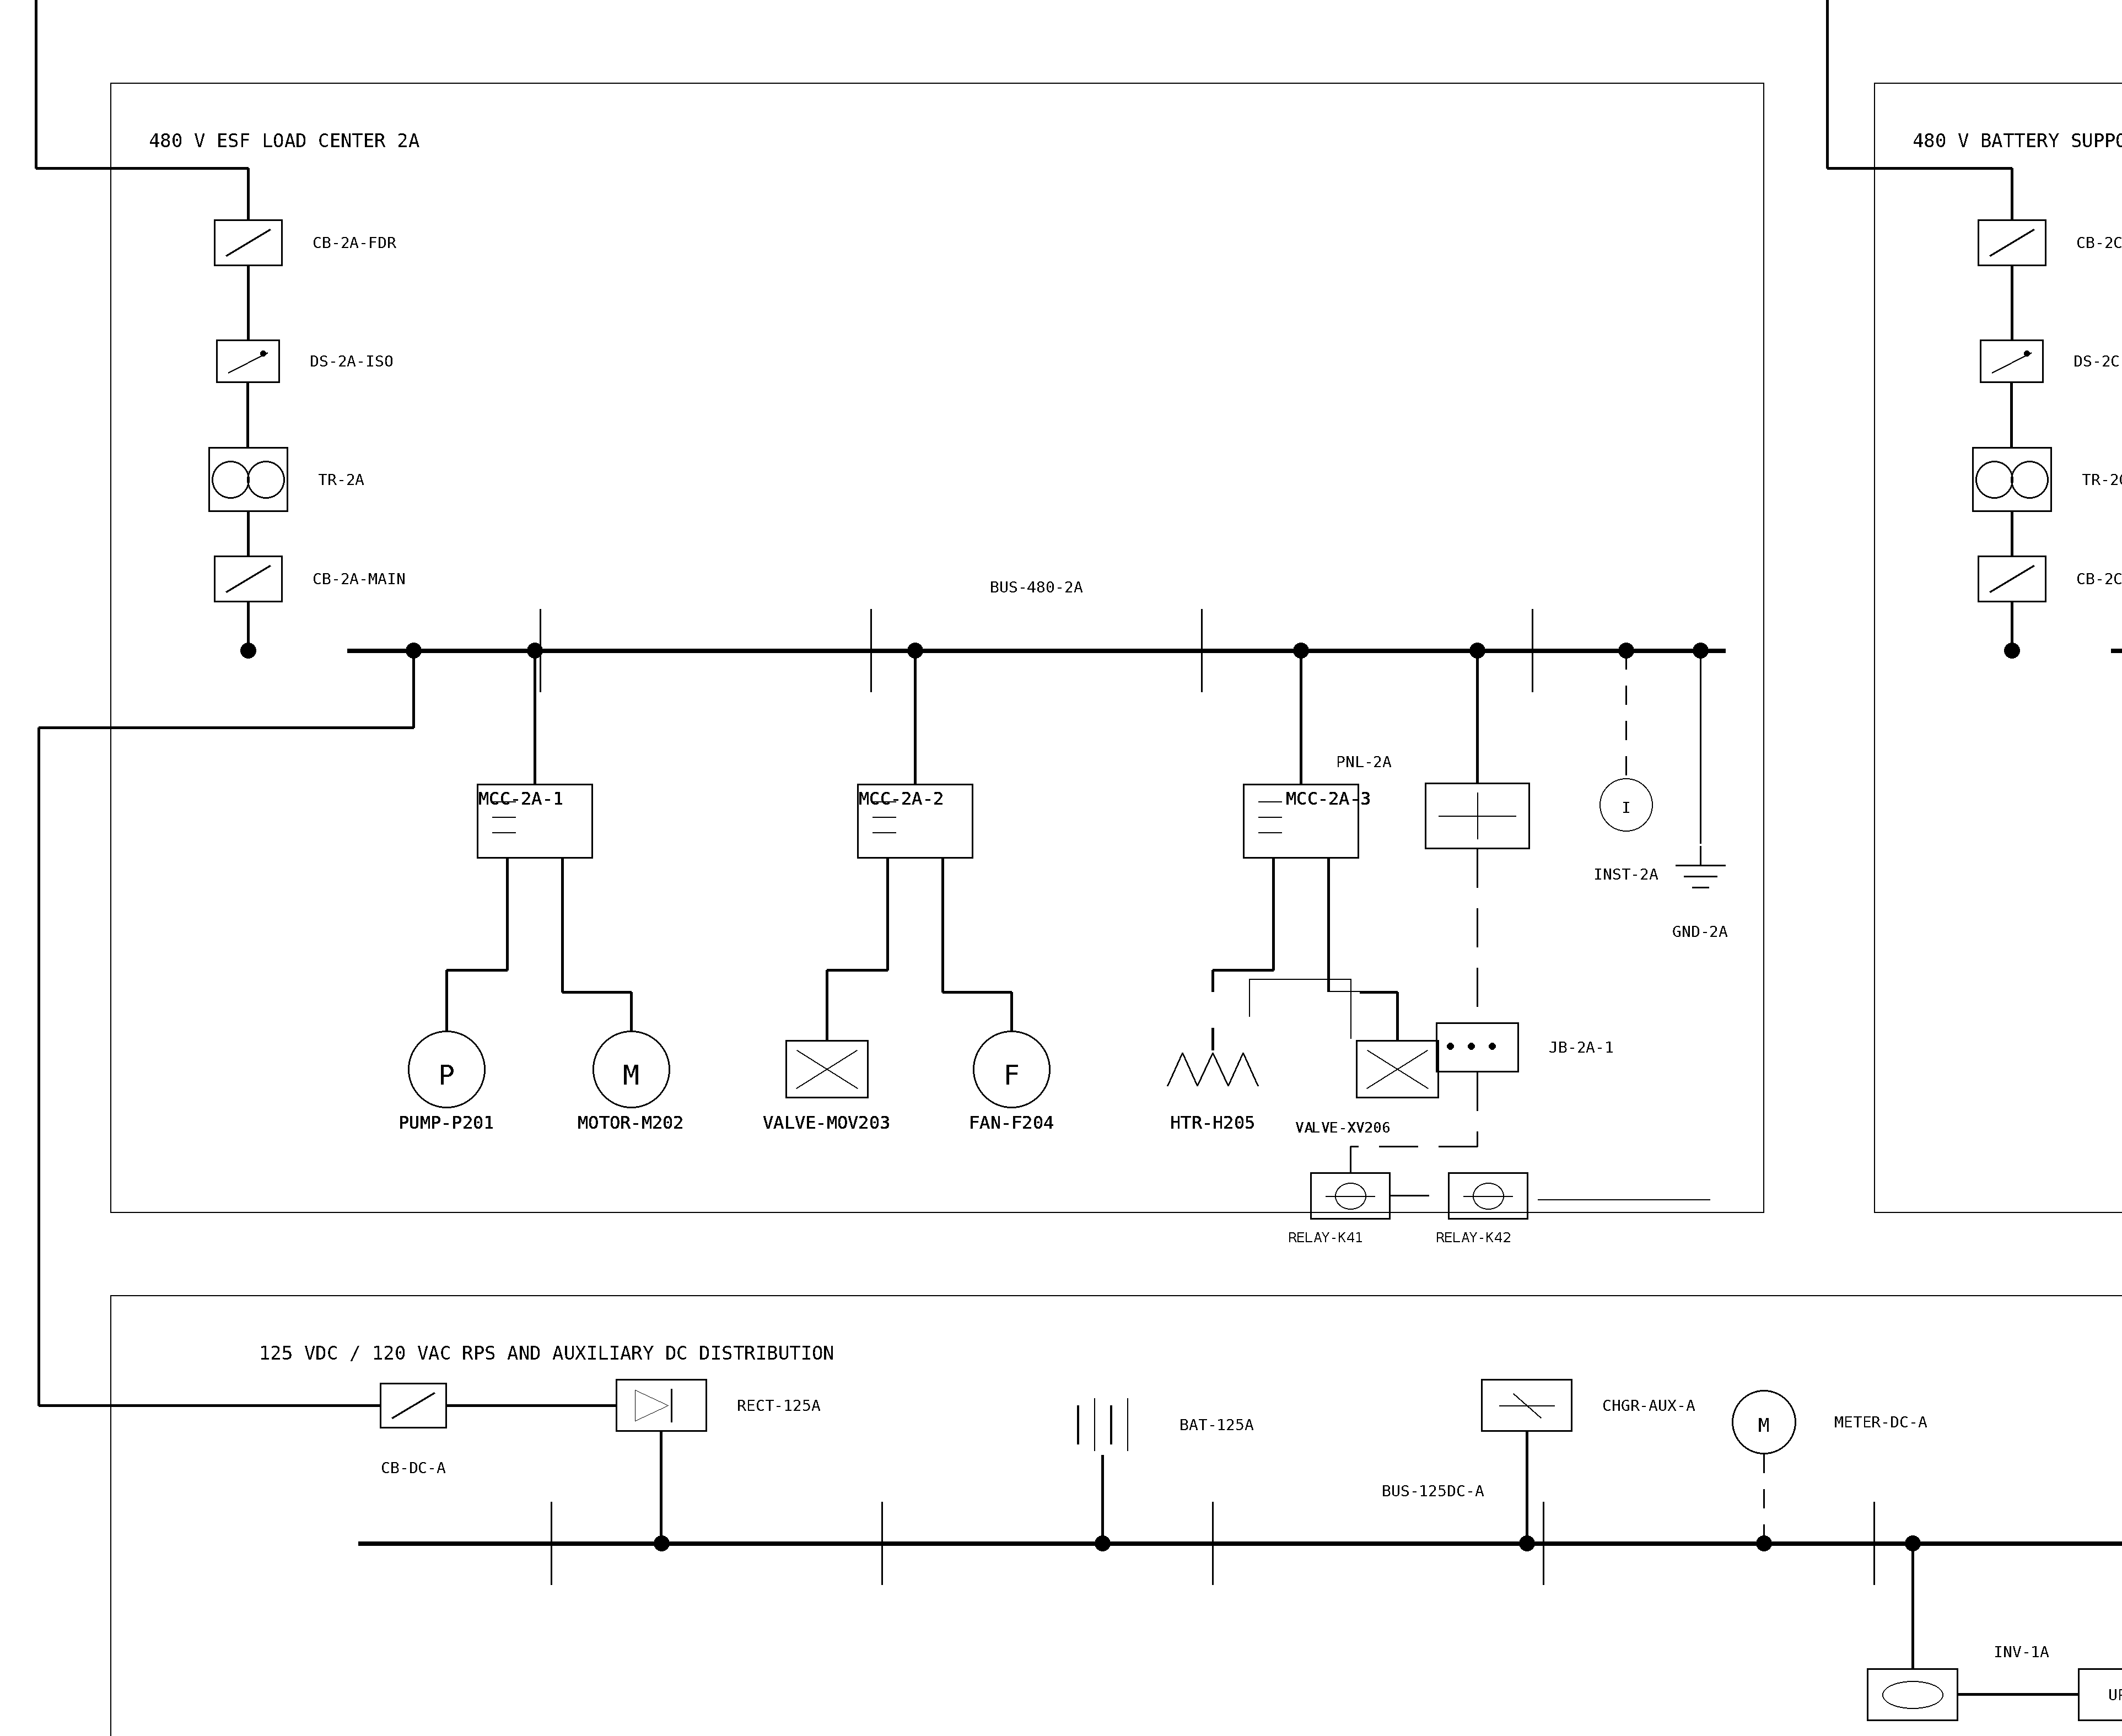 480 V ESF LOAD CENTER 2A
480 V BATTERY SUPPO
CB-2A-FDR
CB-2C
DS-2A-ISO
DS-2C
TR-2A
TR-2C
CB-2A-MAIN
CB-2C
BUS-480-2A
PNL-2A
MCC-2A-1
MCC-2A-2
MCC-2A-3
I
INST-2A
GND-2A
JB-2A-1
P
M
F
PUMP-P201
MOTOR-M202
VALVE-MOV203
FAN-F204
HTR-H205
VALVE-XV206
RELAY-K41
RELAY-K42
125 VDC / 120 VAC RPS AND AUXILIARY DC DISTRIBUTION
RECT-125A
CHGR-AUX-A
M
METER-DC-A
BAT-125A
CB-DC-A
BUS-125DC-A
INV-1A